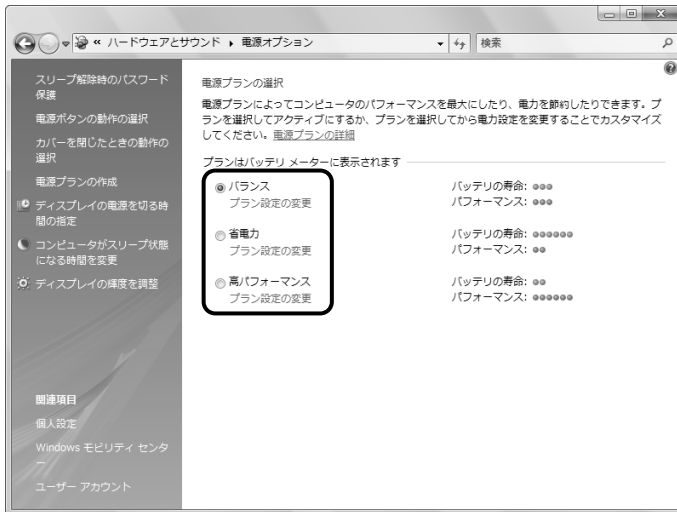 « ハードウェアとサウンド ▸ 電源オプション
検索
スリープ解除時のパスワード
保護
電源ボタンの動作の選択
カバーを閉じたときの動作の
選択
電源プランの作成
ディスプレイの電源を切る時
間の指定
コンピュータがスリープ状態
になる時間を変更
ディスプレイの輝度を調整
関連項目
個人設定
Windows モビリティ センタ
ー
ユーザー アカウント
電源プランの選択
電源プランによってコンピュータのパフォーマンスを最大にしたり、電力を節約したりできます。プ
ランを選択してアクティブにするか、プランを選択してから電力設定を変更することでカスタマイズ
してください。電源プランの詳細
プランはバッテリ メーターに表示されます
バランス バッテリの寿命:
プラン設定の変更 パフォーマンス:
省電力 バッテリの寿命:
プラン設定の変更 パフォーマンス:
高パフォーマンス バッテリの寿命:
プラン設定の変更 パフォーマンス: